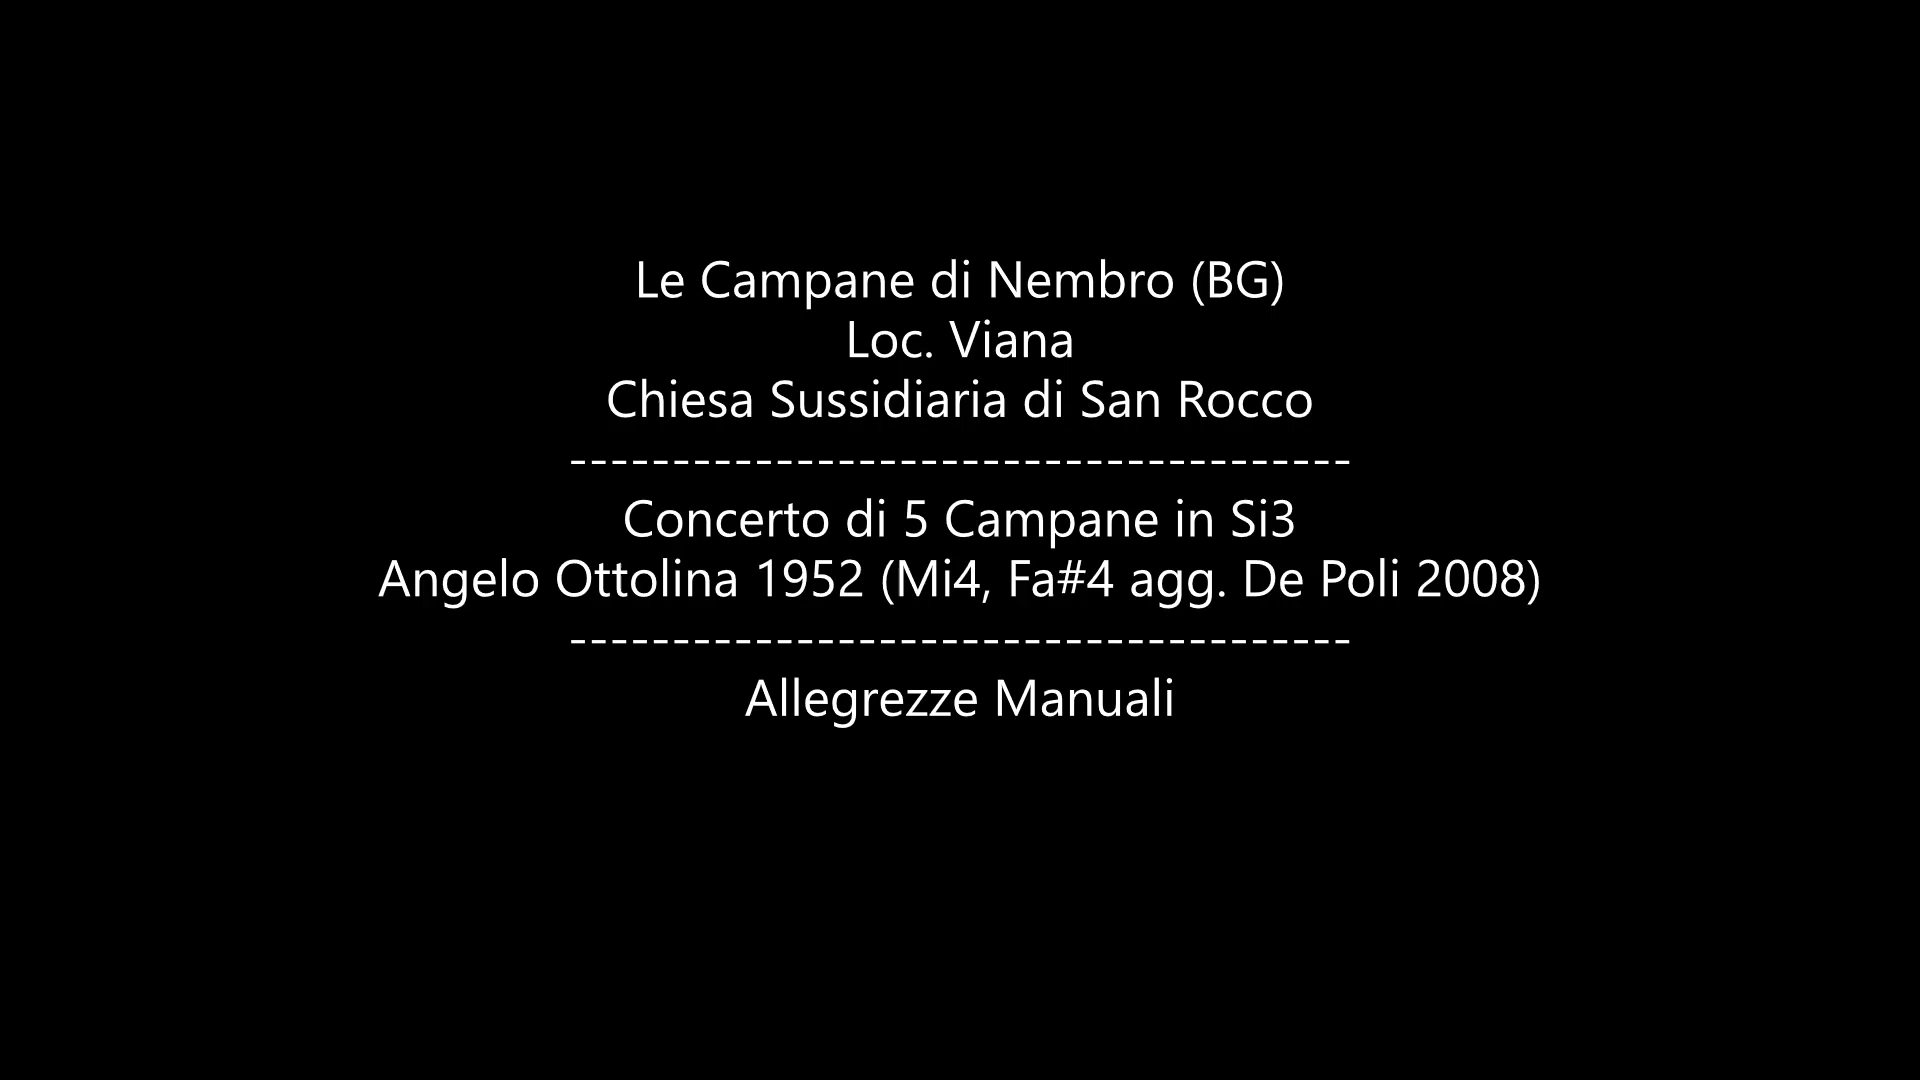 Le Campane di Nembro (BG)
Loc. Viana
Chiesa Sussidiaria di San Rocco
--------------------------------------
Concerto di 5 Campane in Si3
Angelo Ottolina 1952 (Mi4, Fa#4 agg. De Poli 2008)
--------------------------------------
Allegrezze Manuali